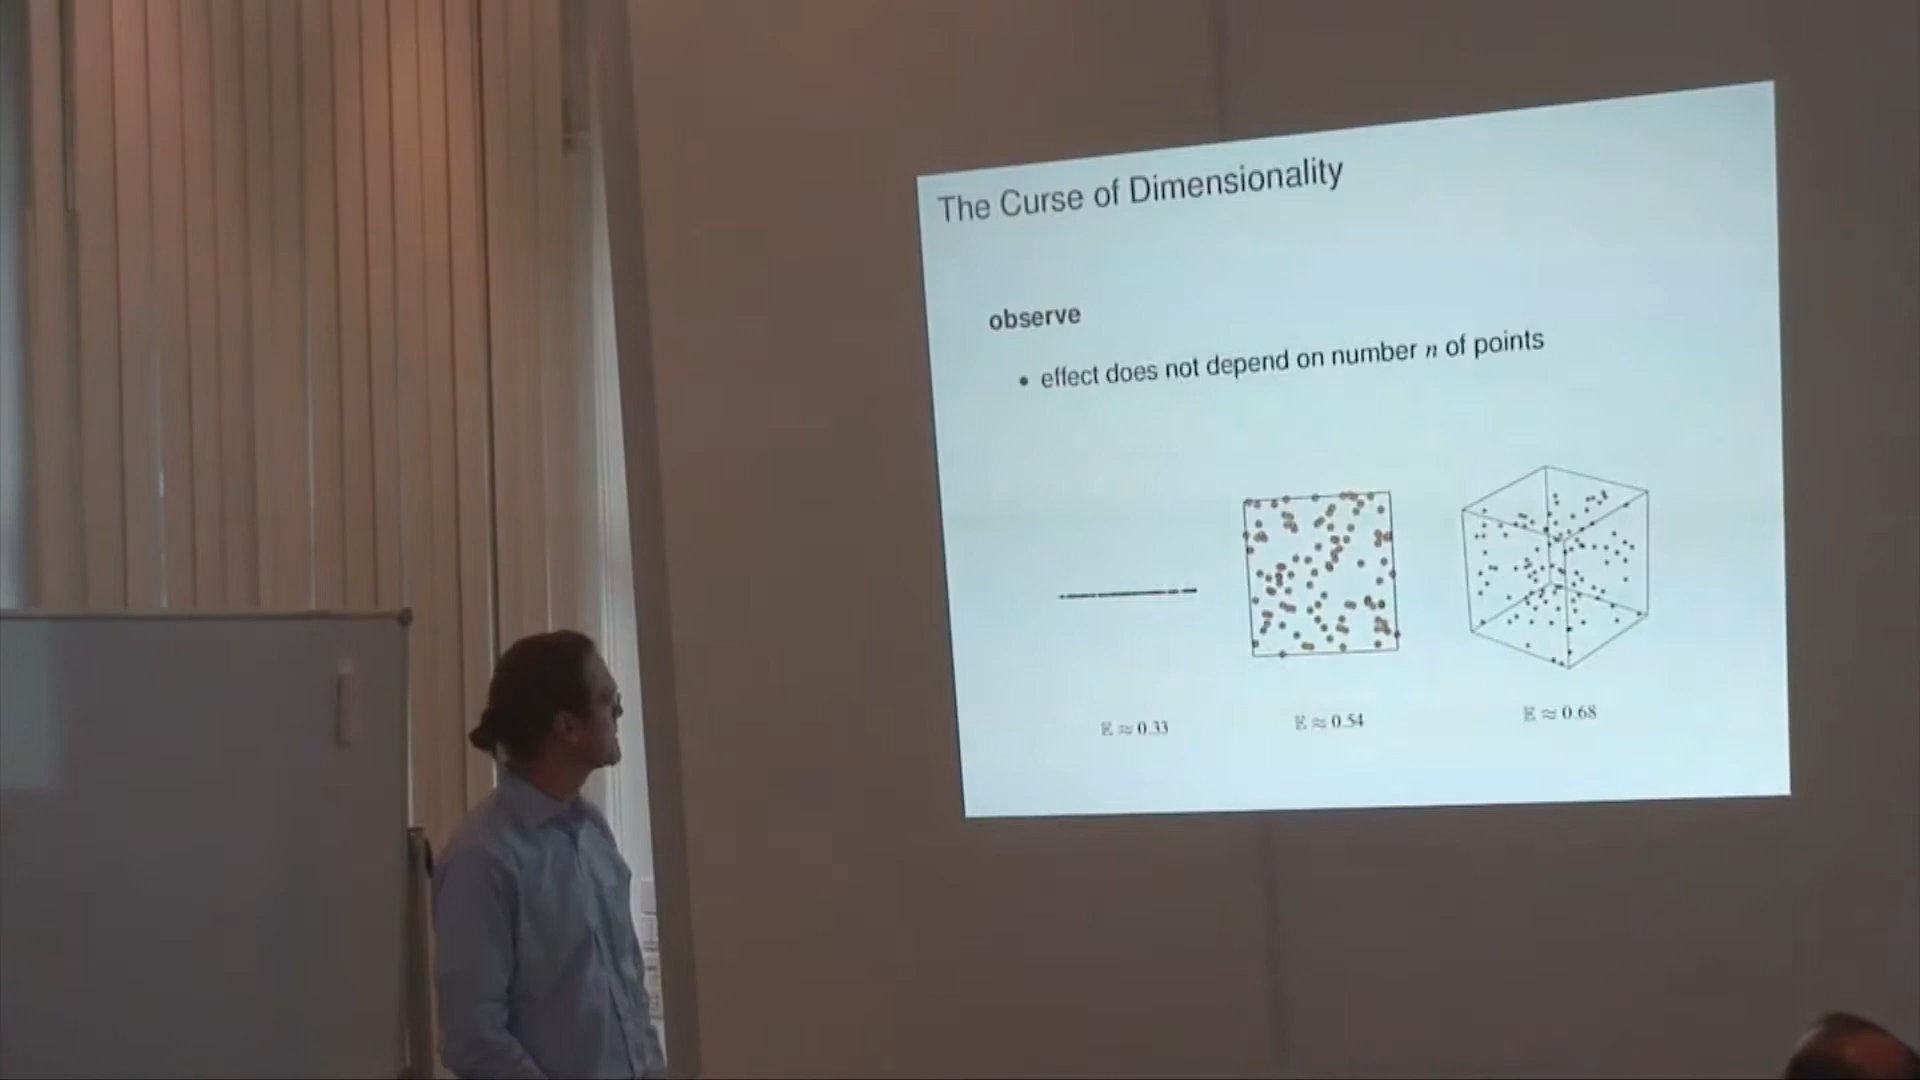 The Curse of Dimensionality
observe
• effect does not depend on number n of points
𝔼 ≈ 0.33
𝔼 ≈ 0.54
𝔼 ≈ 0.68